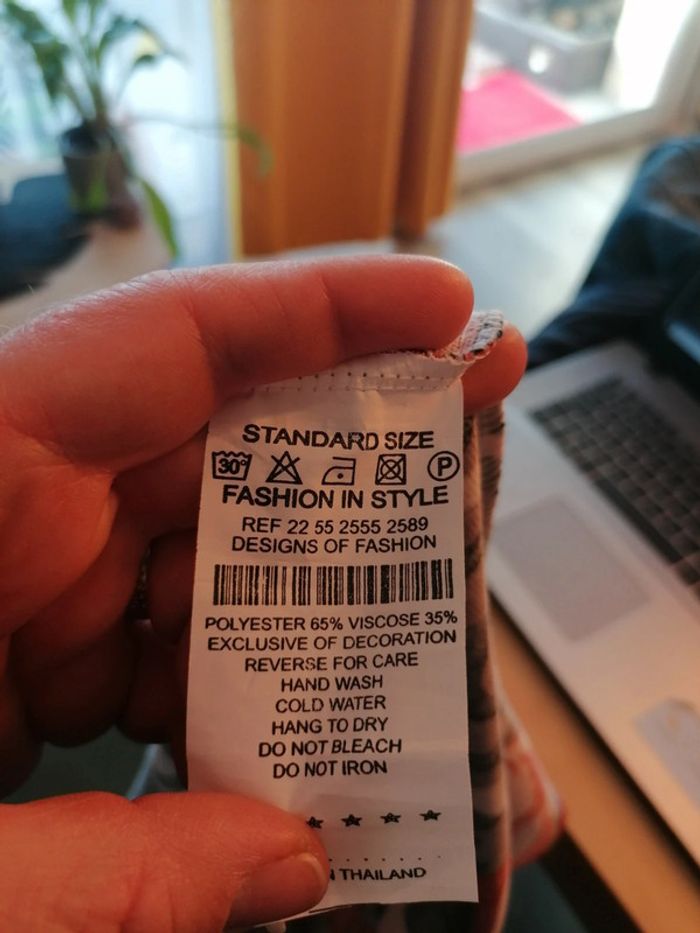 STANDARD SIZE
30° P
FASHION IN STYLE
REF 22 55 2555 2589
DESIGNS OF FASHION
POLYESTER 65% VISCOSE 35%
EXCLUSIVE OF DECORATION
REVERSE FOR CARE
HAND WASH
COLD WATER
HANG TO DRY
DO NOT BLEACH
DO NOT IRON
THAILAND